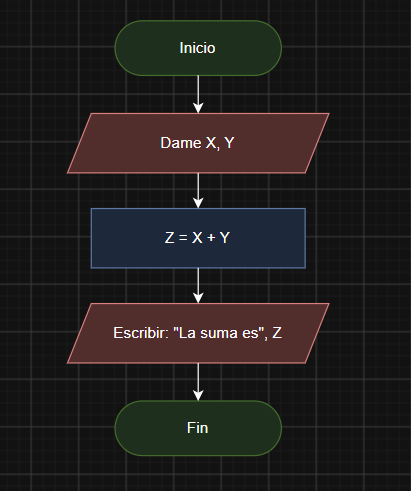 Inicio
Dame X, Y
Z = X + Y
Escribir: "La suma es", Z
Fin